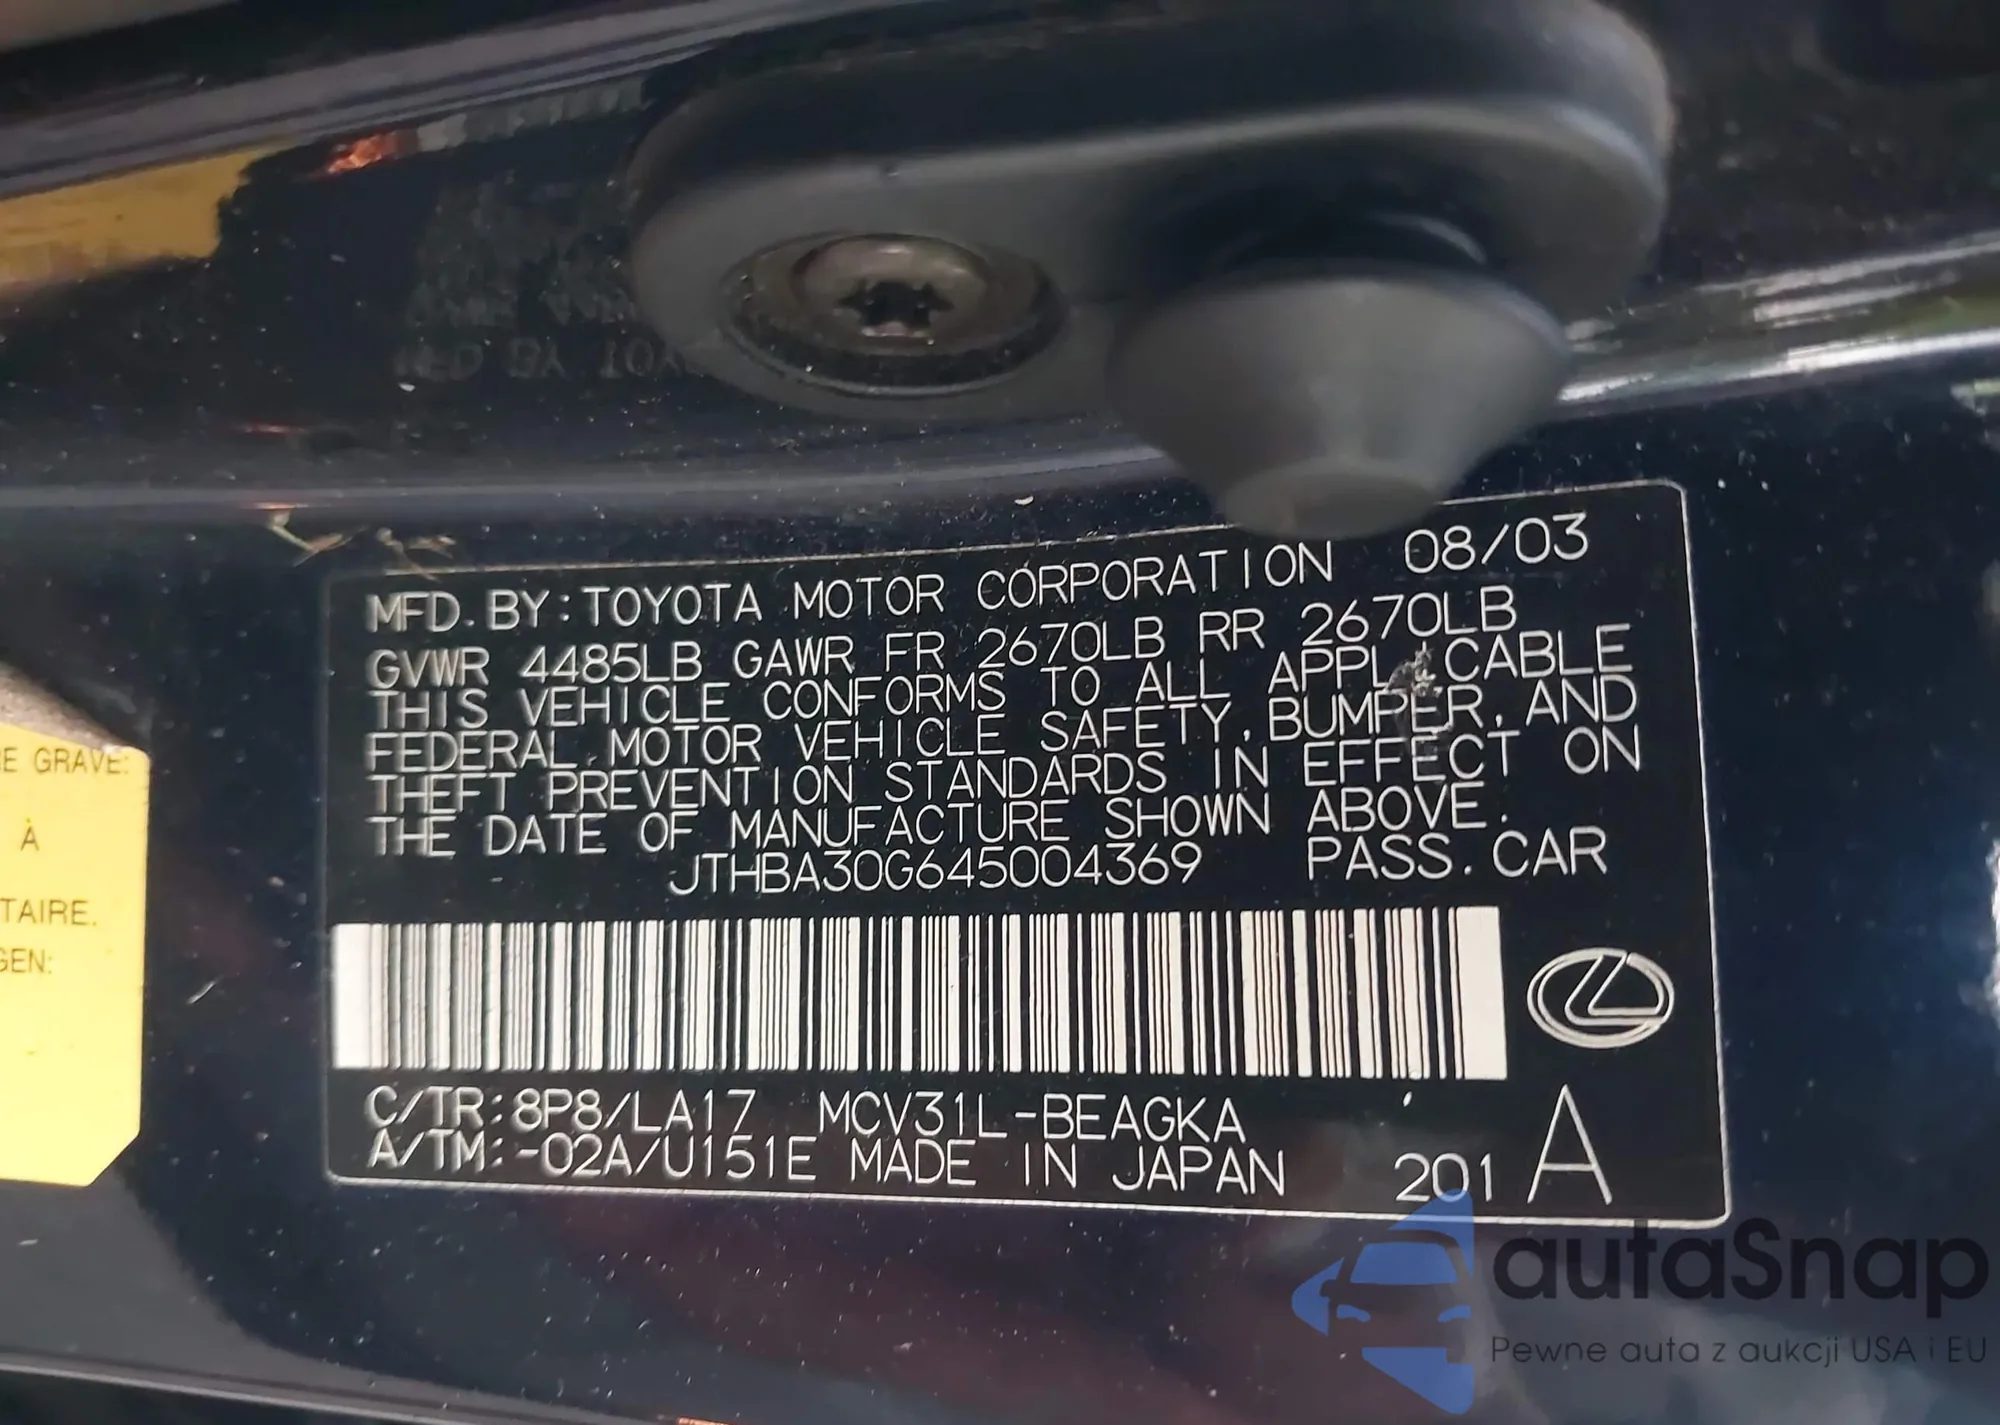 MFD. BY: TOYOTA MOTOR CORPORATION 08/03
GVWR 4485LB GAWR FR 2670LB RR 2670LB
THIS VEHICLE CONFORMS TO ALL APPLICABLE
FEDERAL MOTOR VEHICLE SAFETY, BUMPER, AND
THEFT PREVENTION STANDARDS IN EFFECT ON
THE DATE OF MANUFACTURE SHOWN ABOVE.
JTHBA30G645004369 PASS. CAR
C/TR: 8P8/LA17 MCV31L-BEAGKA
A/TM: -02A/U151E MADE IN JAPAN 201 A
E GRAVE:
À
TAIRE.
GEN:
autaSnap
Pewne auta z aukcji USA i EU